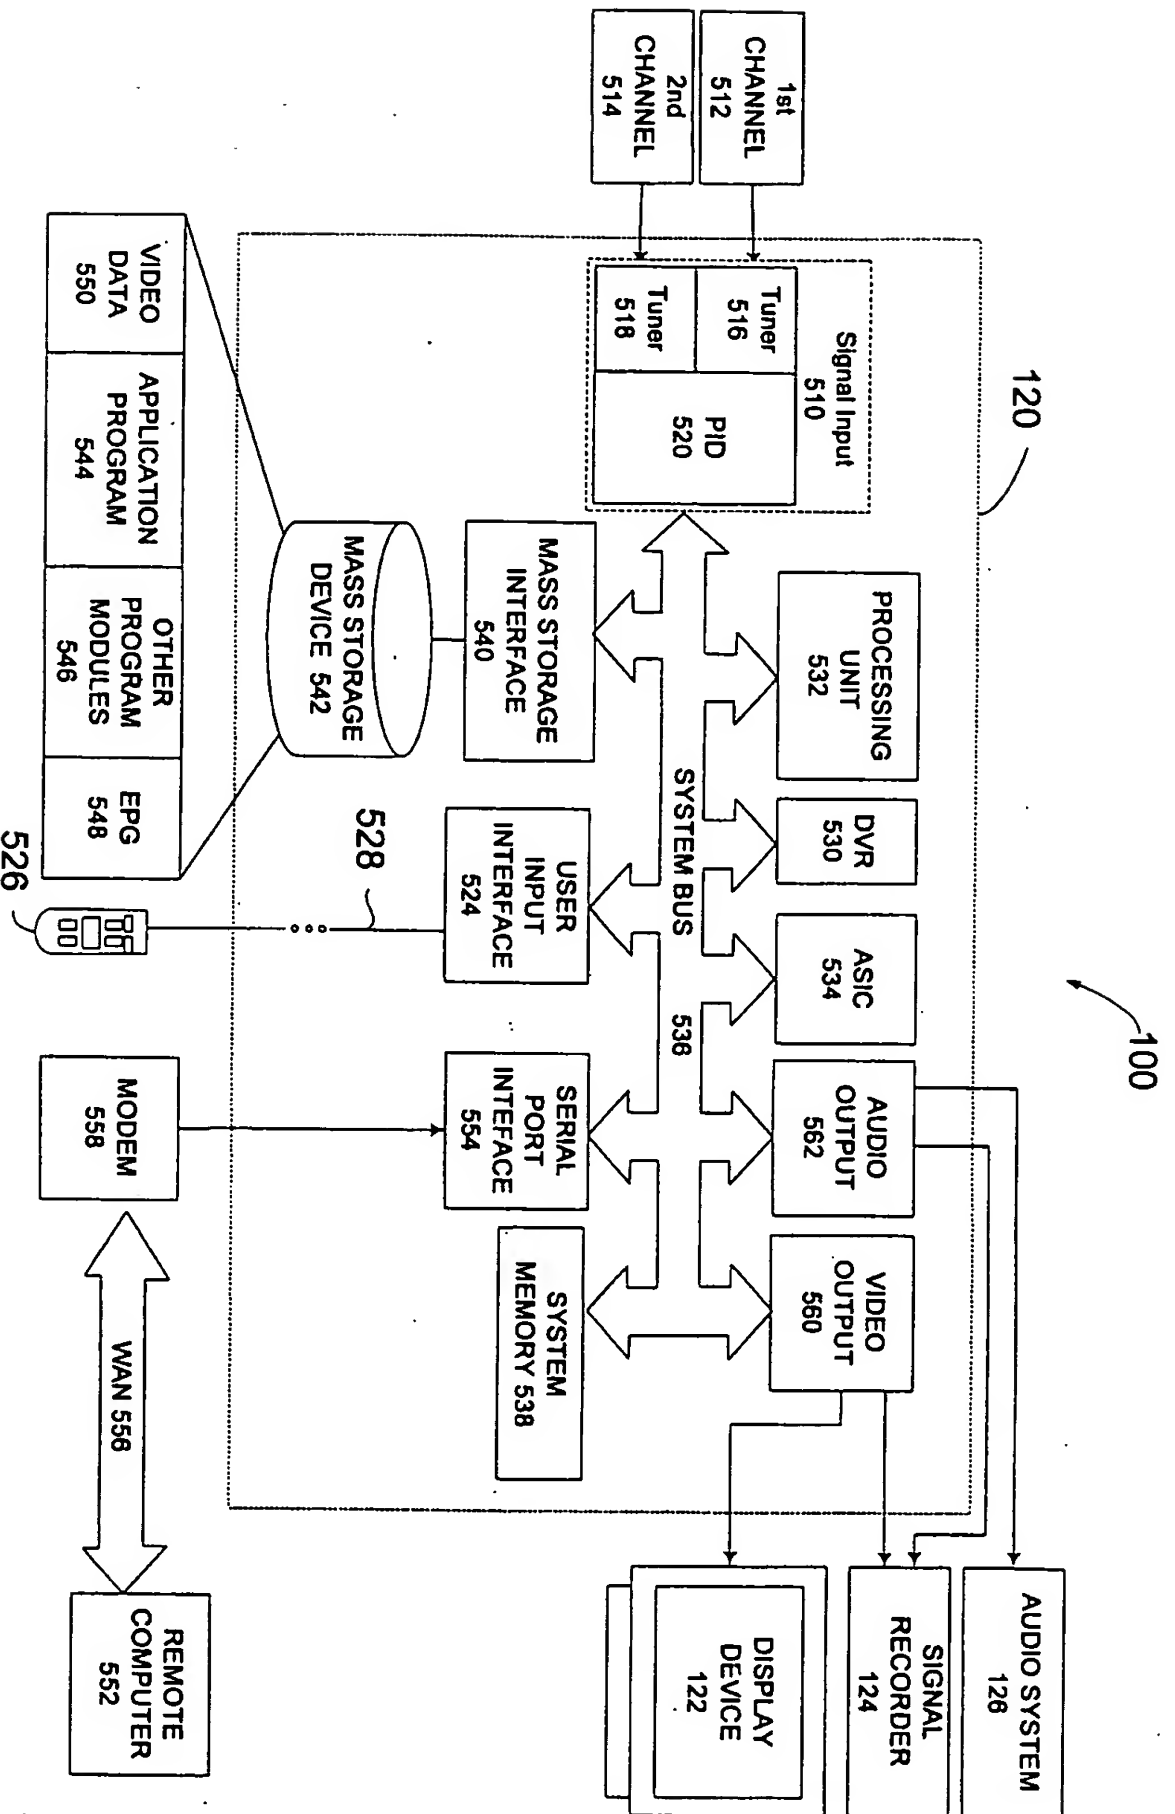 100
120
1st
CHANNEL
512
2nd
CHANNEL
514
Signal Input
510
Tuner
516
Tuner
518
PID
520
PROCESSING
UNIT
532
DVR
530
ASIC
534
AUDIO
OUTPUT
562
VIDEO
OUTPUT
560
AUDIO SYSTEM
126
SIGNAL
RECORDER
124
DISPLAY
DEVICE
122
SYSTEM BUS 536
MASS STORAGE
INTERFACE
540
USER
INPUT
INTERFACE
524
SERIAL
PORT
INTEFACE
554
SYSTEM
MEMORY 538
MASS STORAGE
DEVICE 542
528
VIDEO
DATA
550
APPLICATION
PROGRAM
544
OTHER
PROGRAM
MODULES
546
EPG
548
526
MODEM
558
WAN 556
REMOTE
COMPUTER
552